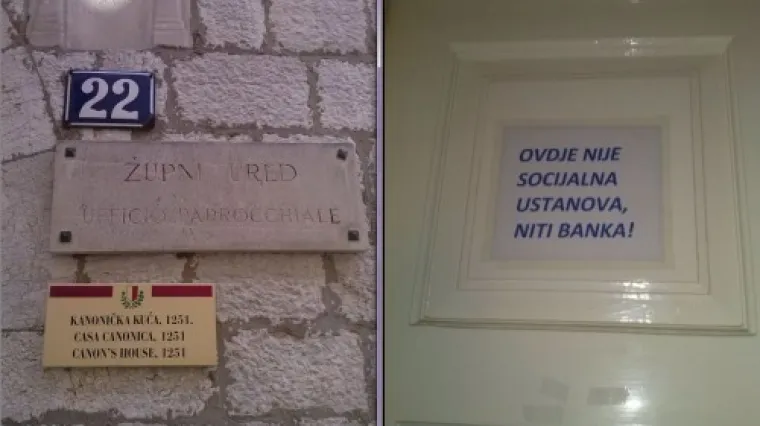 22
ŽUPNI URED
UFFICIO PARROCCHIALE
KANONIČKA KUĆA, 1251.
CASA CANONICA, 1251
CANON'S HOUSE, 1251
OVDJE NIJE
SOCIJALNA
USTANOVA,
NITI BANKA!